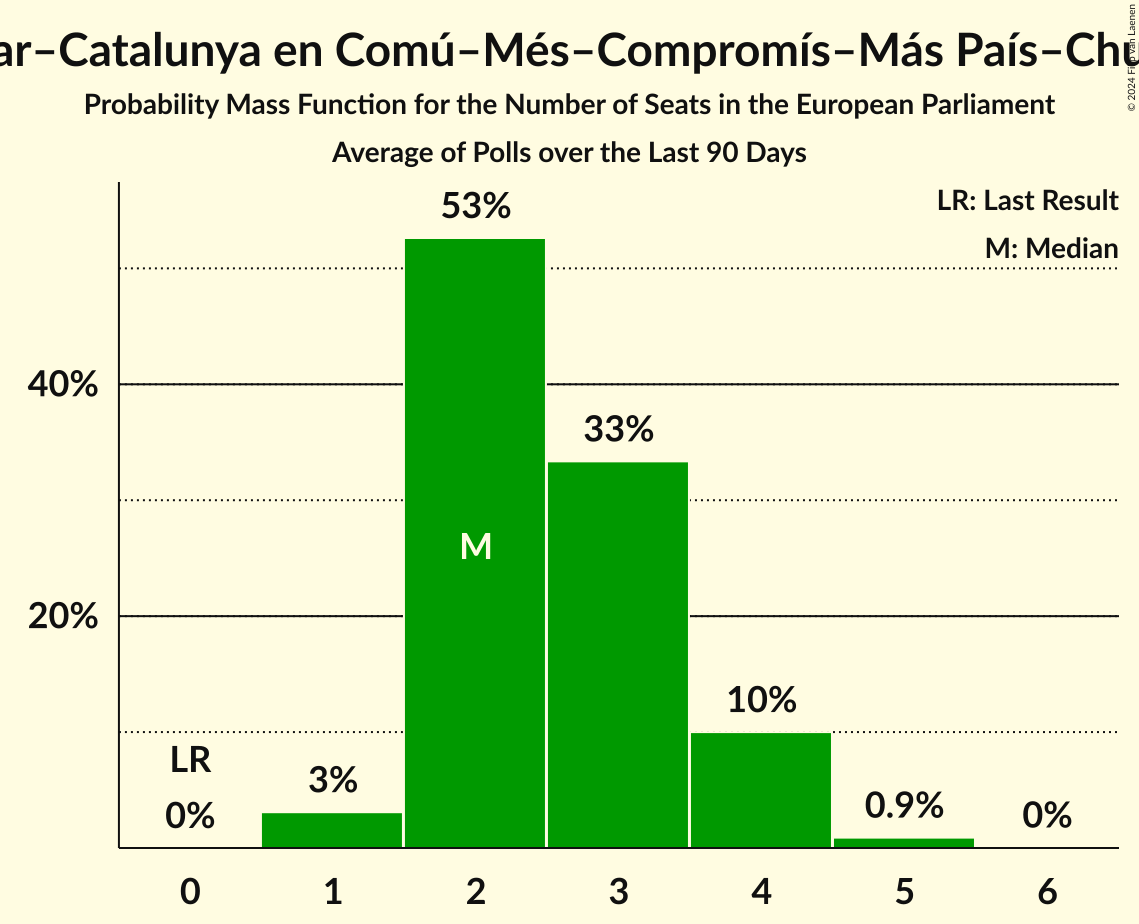 ar–Catalunya en Comú–Més–Compromís–Más País–Chu
Probability Mass Function for the Number of Seats in the European Parliament
Average of Polls over the Last 90 Days
© 2024 Filip van Laenen
LR: Last Result
M: Median
53%
40%
33%
M
20%
10%
LR
3%
0%
0.9%
0%
0 1 2 3 4 5 6